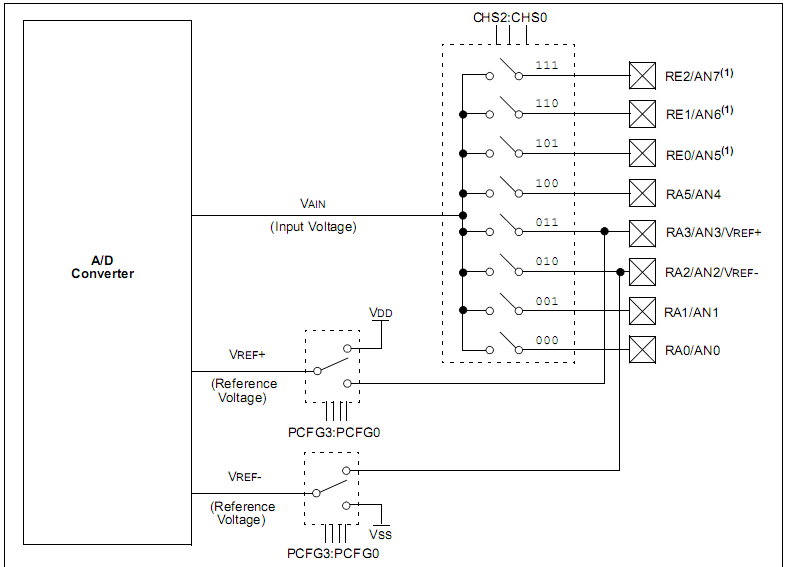 CHS2:CHS0
111
RE2/AN7(1)
110
RE1/AN6(1)
101
RE0/AN5(1)
100
RA5/AN4
VAIN
(Input Voltage)
011
RA3/AN3/VREF+
A/D
Converter
010
RA2/AN2/VREF-
001
RA1/AN1
VDD
000
RA0/AN0
VREF+
(Reference
Voltage)
PCFG3:PCFG0
VREF-
(Reference
Voltage)
VSS
PCFG3:PCFG0